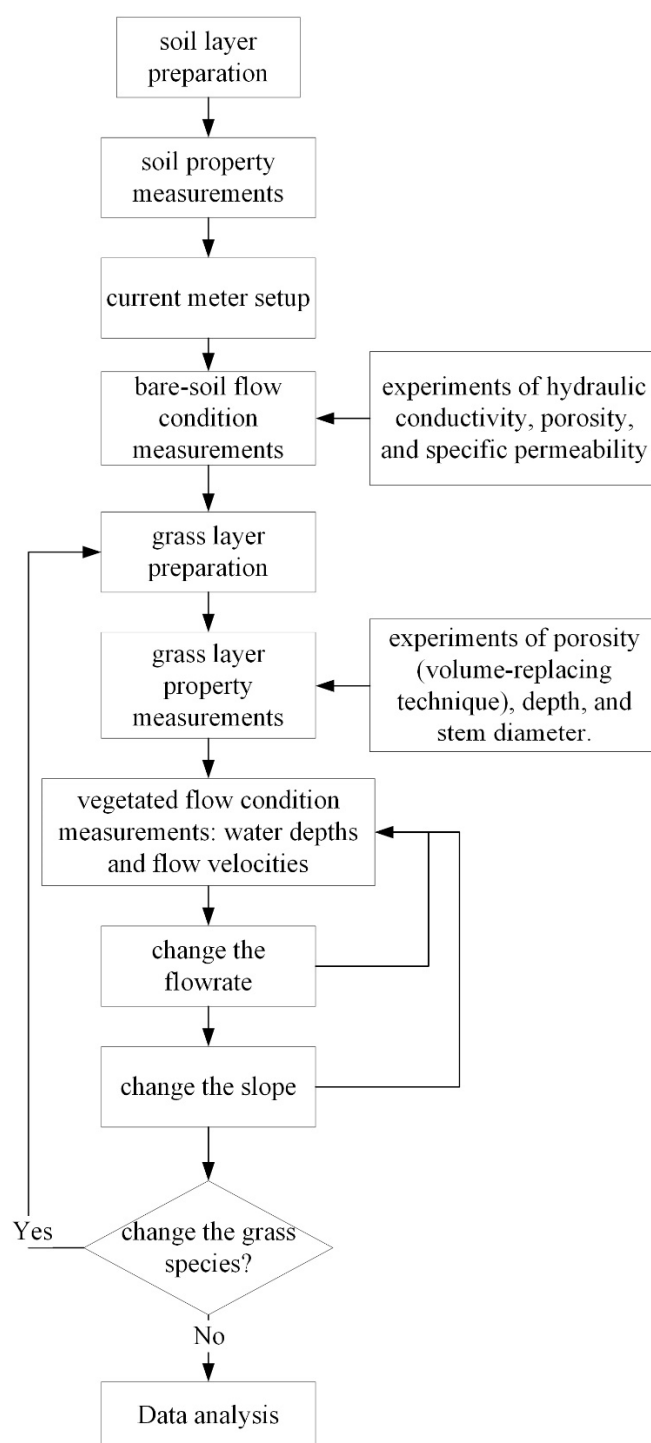 soil layer
preparation
soil property
measurements
current meter setup
bare-soil flow
condition
measurements
experiments of hydraulic
conductivity, porosity,
and specific permeability
grass layer
preparation
grass layer
property
measurements
experiments of porosity
(volume-replacing
technique), depth, and
stem diameter.
vegetated flow condition
measurements: water depths
and flow velocities
change the
flowrate
change the slope
change the grass
species?
Yes
No
Data analysis